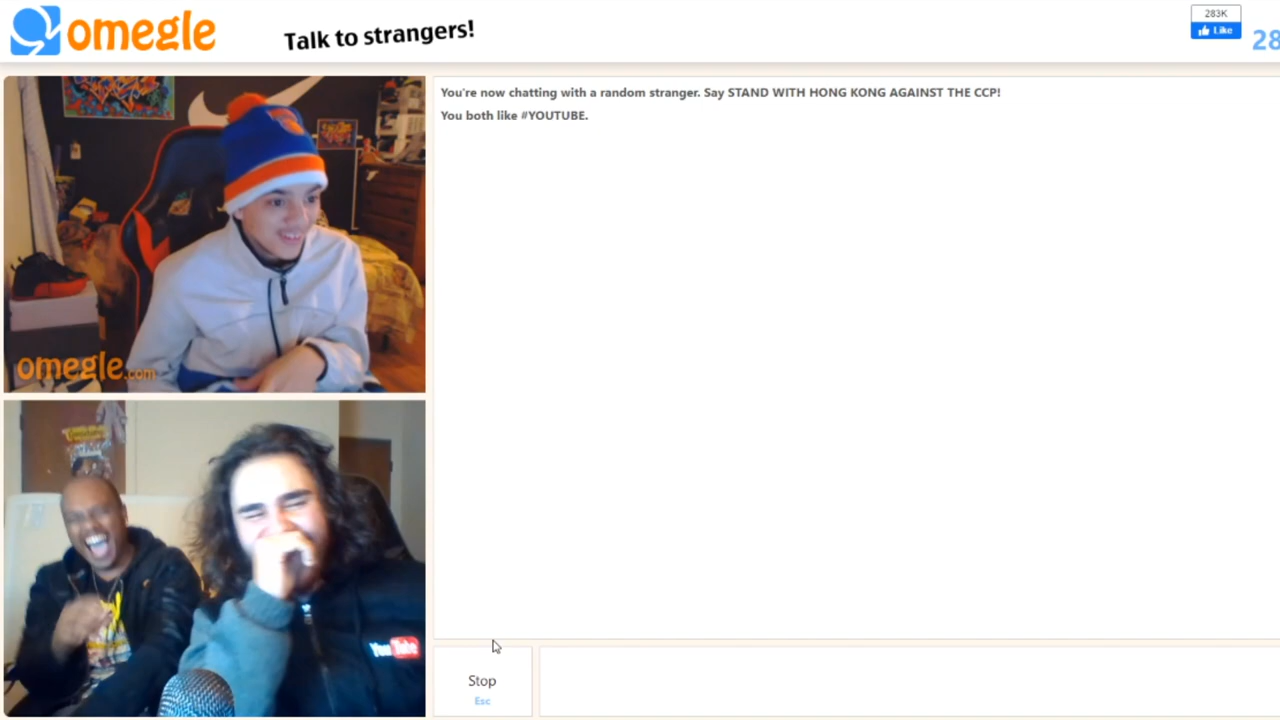 omegle
Talk to strangers!
283K
Like
28
You're now chatting with a random stranger. Say STAND WITH HONG KONG AGAINST THE CCP!
You both like #YOUTUBE.
omegle.com
YouTube
Stop
Esc